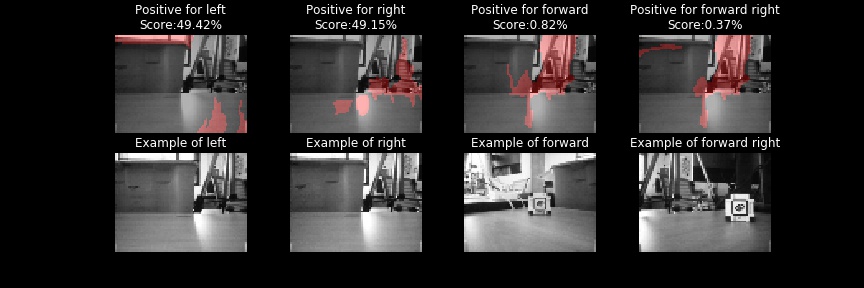 Positive for left
Score:49.42%
Positive for right
Score:49.15%
Positive for forward
Score:0.82%
Positive for forward right
Score:0.37%
Example of left
Example of right
Example of forward
Example of forward right